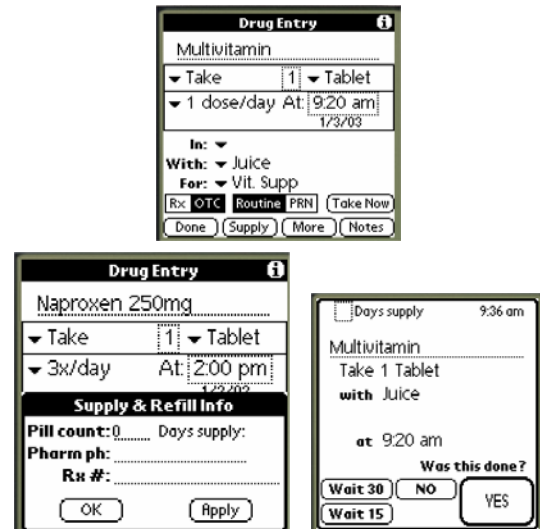 Drug Entry i
Multivitamin
Take 1 Tablet
1 dose/day At: 9:20 am
1/3/03
In:
With: Juice
For: Vit. Supp
Rx OTC Routine PRN Take Now
Done Supply More Notes
Drug Entry i
Naproxen 250mg
Take 1 Tablet
3x/day At: 2:00 pm
Supply & Refill Info
Pill count: 0 Days supply:
Pharm ph:
Rx #:
OK Apply
Days supply 9:36 am
Multivitamin
Take 1 Tablet
with Juice
at 9:20 am
Was this done?
Wait 30 NO YES
Wait 15